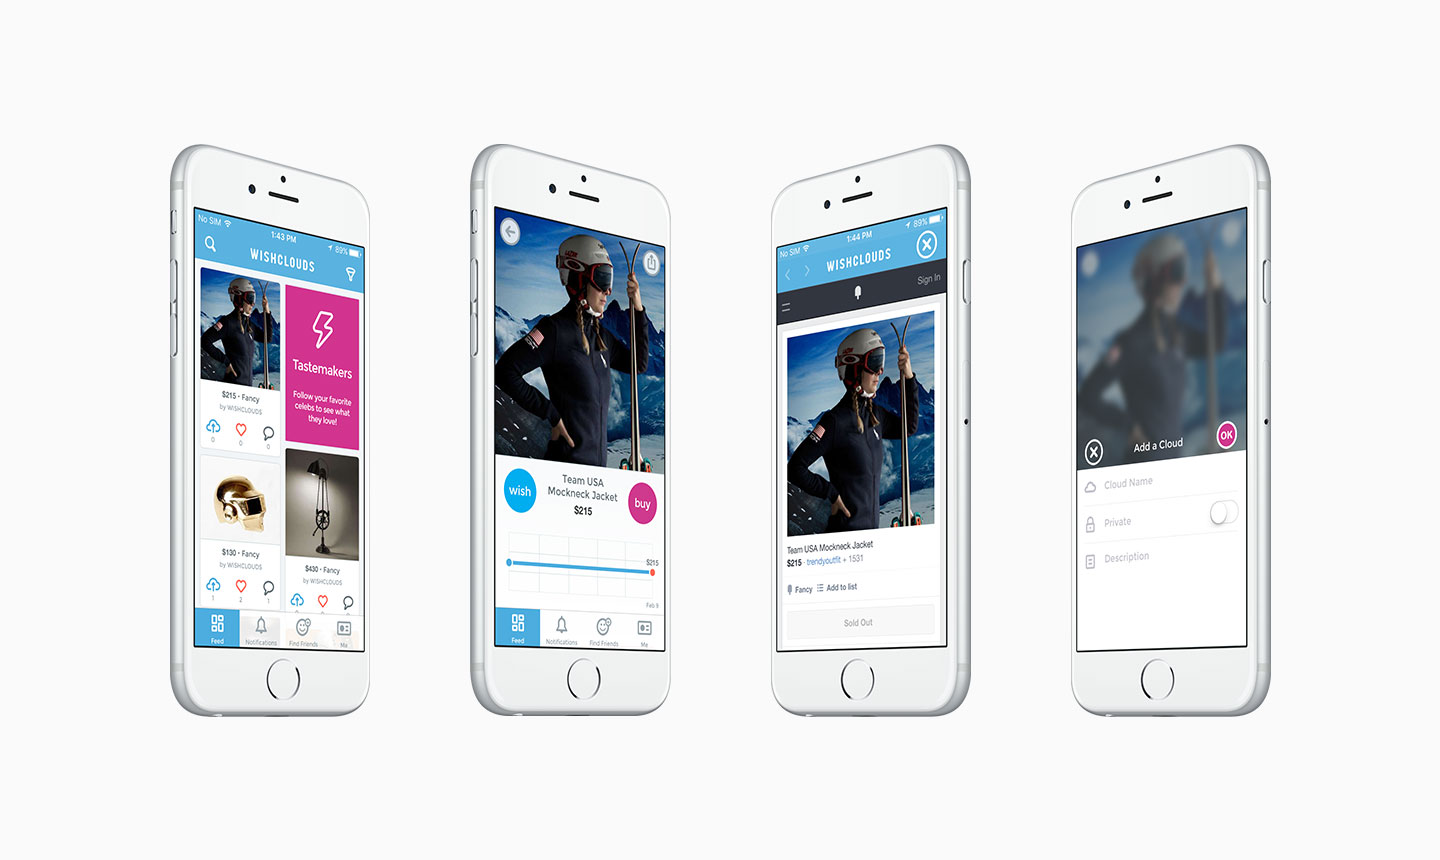 No SIM
1:43 PM
89%
WISHCLOUDS
$215 • Fancy
by WISHCLOUDS
0
0
0
Tastemakers
Follow your favorite
celebs to see what
they love!
$130 • Fancy
by WISHCLOUDS
1
2
1
$430 • Fancy
by WISHCLOUDS
Feed
Notifications
Find Friends
Me
wish
Team USA
Mockneck Jacket
$215
buy
$215
Feb 9
Feed
Notifications
Find Friends
Me
No SIM
1:44 PM
89%
WISHCLOUDS
Sign In
Team USA Mockneck Jacket
$215 · trendyoutfit + 1531
Fancy
Add to list
Sold Out
Add a Cloud
OK
Cloud Name
Private
Description